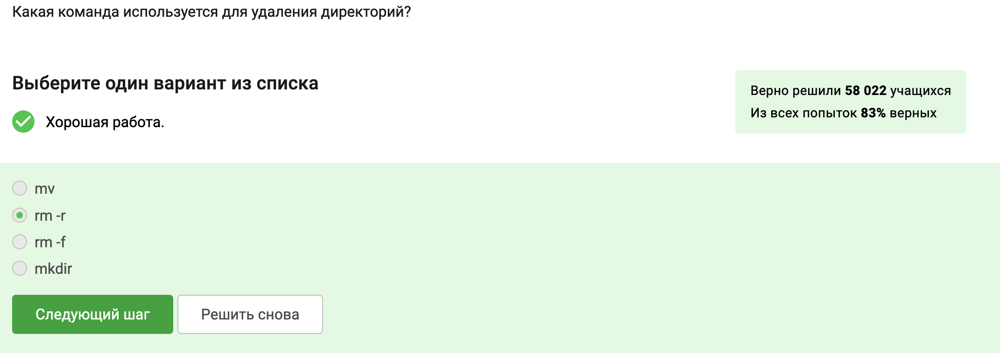 Какая команда используется для удаления директорий?
Выберите один вариант из списка
Хорошая работа.
Верно решили 58 022 учащихся
Из всех попыток 83% верных
mv
rm -r
rm -f
mkdir
Следующий шаг
Решить снова